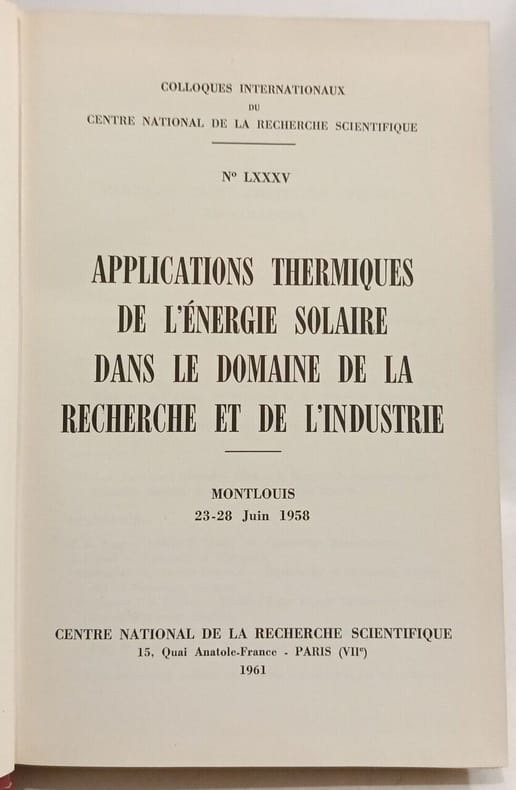 COLLOQUES INTERNATIONAUX
DU
CENTRE NATIONAL DE LA RECHERCHE SCIENTIFIQUE
Nº LXXXV
APPLICATIONS THERMIQUES
DE L'ÉNERGIE SOLAIRE
DANS LE DOMAINE DE LA
RECHERCHE ET DE L'INDUSTRIE
MONTLOUIS
23-28 Juin 1958
CENTRE NATIONAL DE LA RECHERCHE SCIENTIFIQUE
15, Quai Anatole-France - PARIS (VIIe)
1961